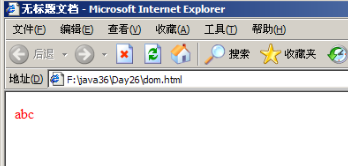 无标题文档 - Microsoft Internet Explorer
文件(F) 编辑(E) 查看(V) 收藏(A) 工具(T) 帮助(H)
后退 搜索 收藏夹
地址(D) F:\java36\Day26\dom.html
abc